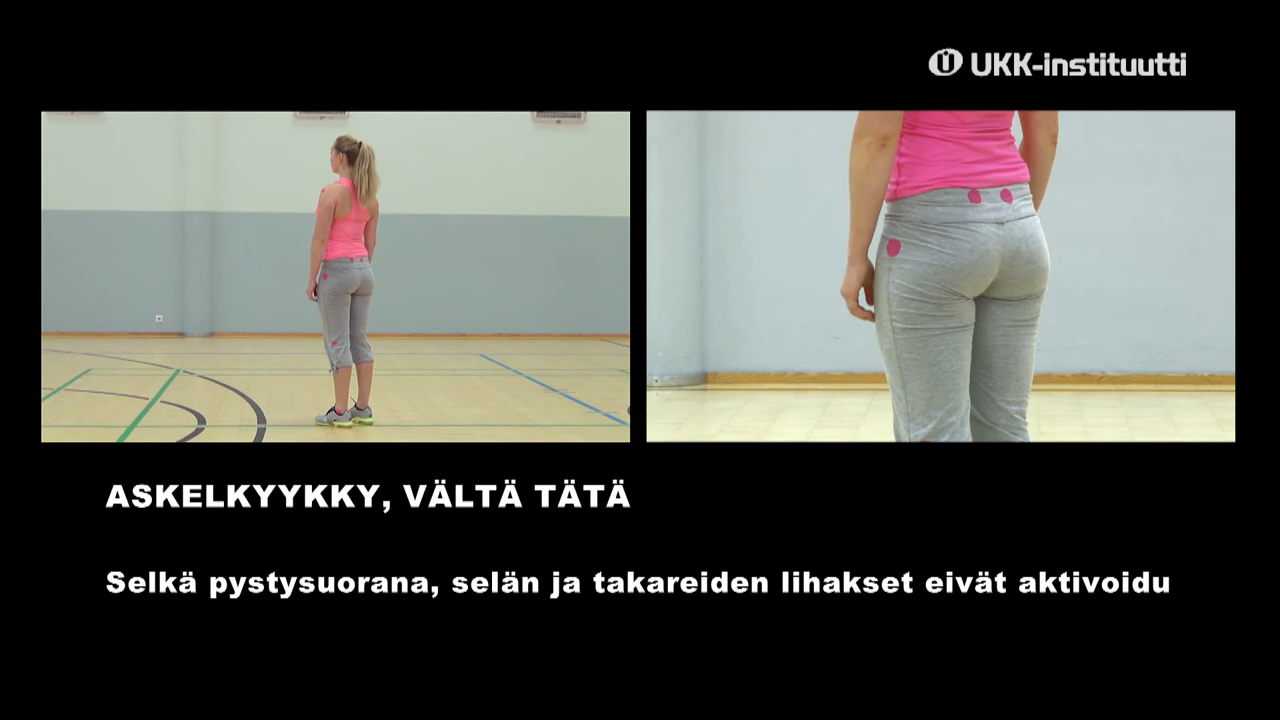 UKK-instituutti
ASKELKYYKKY, VÄLTÄ TÄTÄ
Selkä pystysuorana, selän ja takareiden lihakset eivät aktivoidu